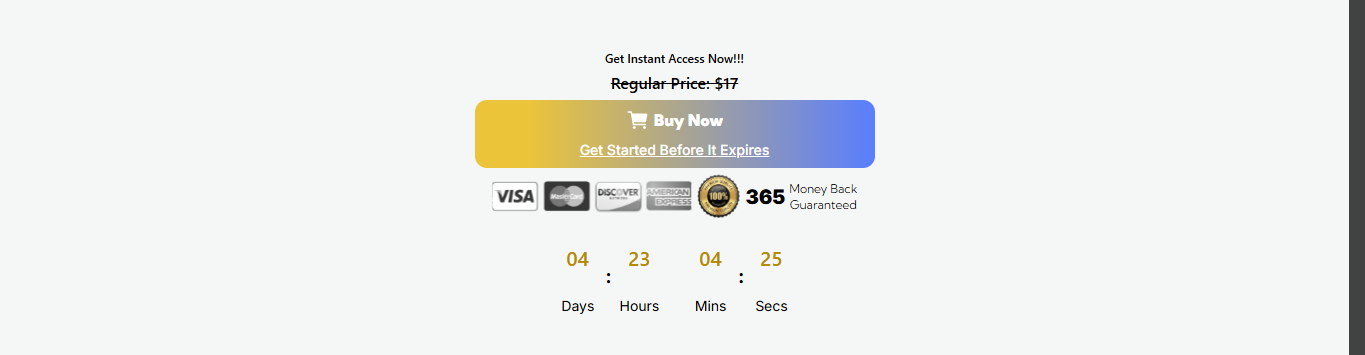 Get Instant Access Now!!!
Regular Price: $17
Buy Now
Get Started Before It Expires
VISA MasterCard DISCOVER NETWORK AMERICAN EXPRESS 100% 365 Money Back Guaranteed
04 : 23 04 : 25
Days Hours Mins Secs